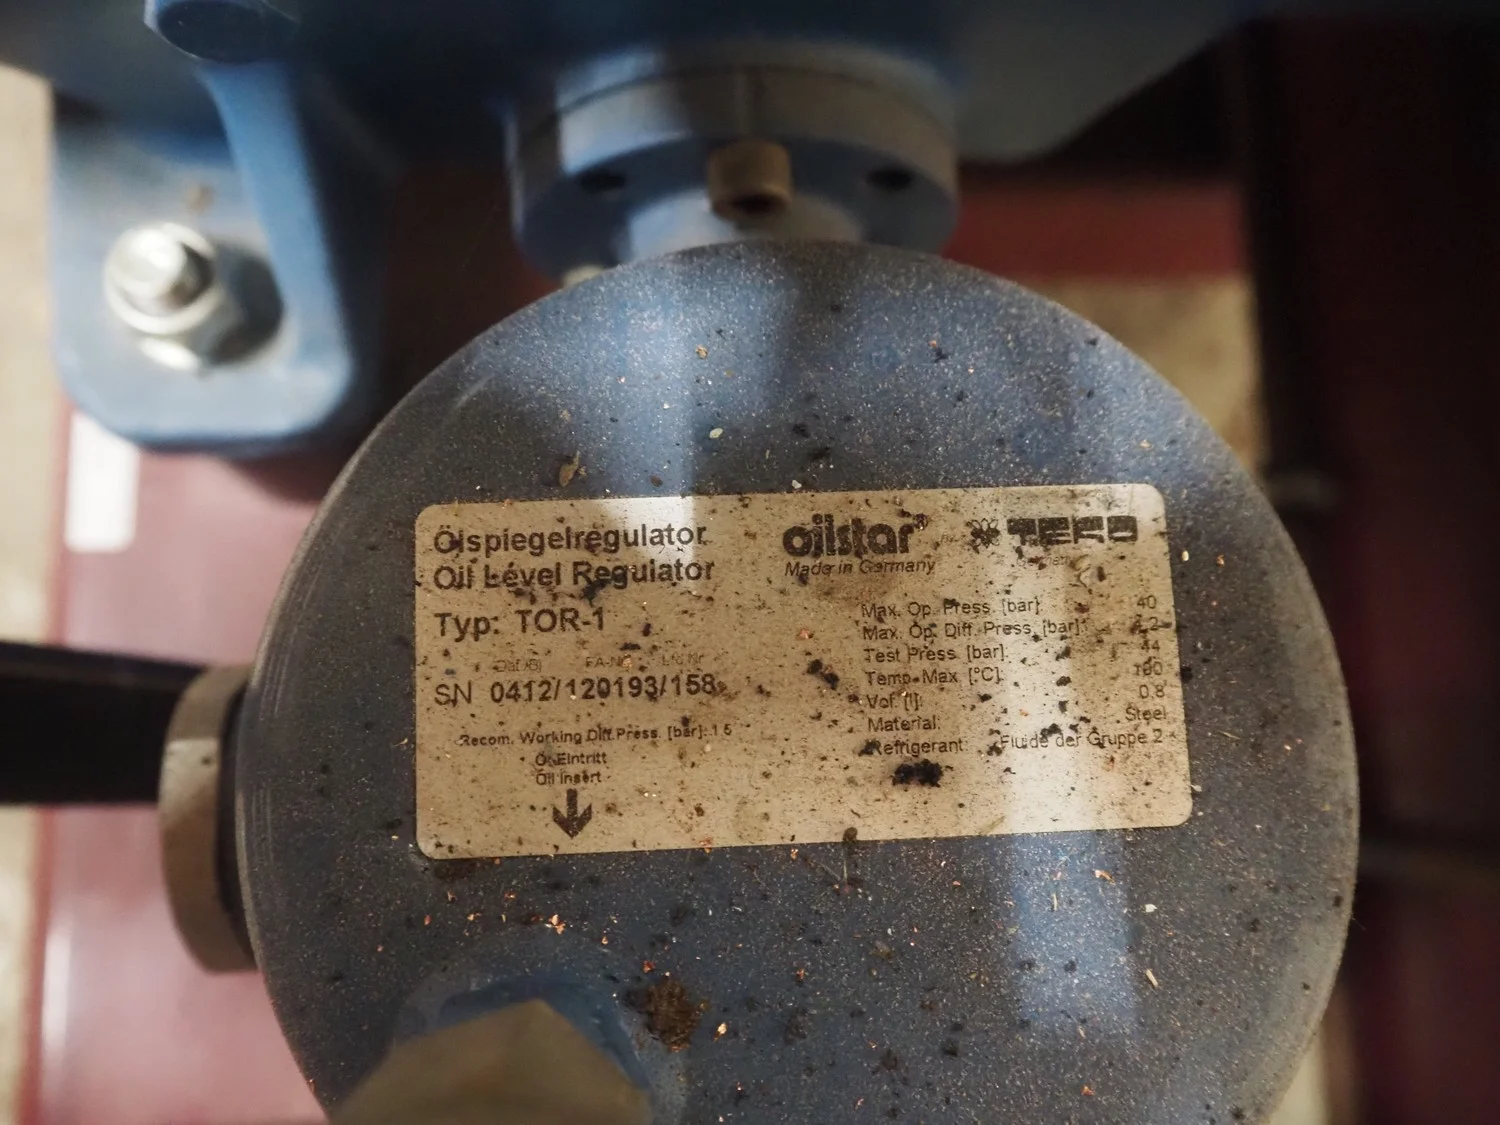 Ölspiegelregulator
Oil Level Regulator
Typ: TOR-1
SN 0412/120193/158
Recom. Working Diff.Press. [bar]: 1.5
Öl Eintritt
Oil Insert
oilstar®
Made in Germany
Max. Op. Press. [bar]: 40
Max. Op. Diff. Press. [bar]:
Test Press. [bar]: 44
Temp. Max. [°C]:
Vol. [l]: 0,8
Material: Steel
Refrigerant: Fluide der Gruppe 2